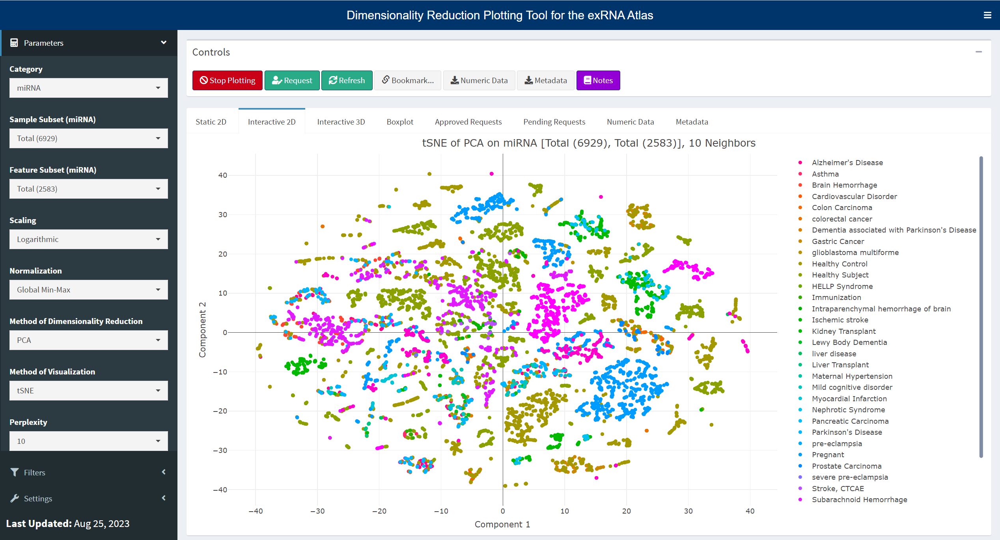 Dimensionality Reduction Plotting Tool for the exRNA Atlas
Parameters
Category
miRNA
Sample Subset (miRNA)
Total (6929)
Feature Subset (miRNA)
Total (2583)
Scaling
Logarithmic
Normalization
Global Min-Max
Method of Dimensionality Reduction
PCA
Method of Visualization
tSNE
Perplexity
10
Filters
Settings
Last Updated: Aug 25, 2023
Controls
Stop Plotting Request Refresh Bookmark... Numeric Data Metadata Notes
Static 2D Interactive 2D Interactive 3D Boxplot Approved Requests Pending Requests Numeric Data Metadata
tSNE of PCA on miRNA [Total (6929), Total (2583)], 10 Neighbors
Component 2
40
30
20
10
0
−10
−20
−30
−40
−40 −30 −20 −10 0 10 20 30 40
Component 1
Alzheimer's Disease
Asthma
Brain Hemorrhage
Cardiovascular Disorder
Colon Carcinoma
colorectal cancer
Dementia associated with Parkinson's Disease
Gastric Cancer
glioblastoma multiforme
Healthy Control
Healthy Subject
HELLP Syndrome
Immunization
Intraparenchymal hemorrhage of brain
Ischemic stroke
Kidney Transplant
Lewy Body Dementia
liver disease
Liver Transplant
Maternal Hypertension
Mild cognitive disorder
Myocardial Infarction
Nephrotic Syndrome
Pancreatic Carcinoma
Parkinson's Disease
pre-eclampsia
Pregnant
Prostate Carcinoma
severe pre-eclampsia
Stroke, CTCAE
Subarachnoid Hemorrhage